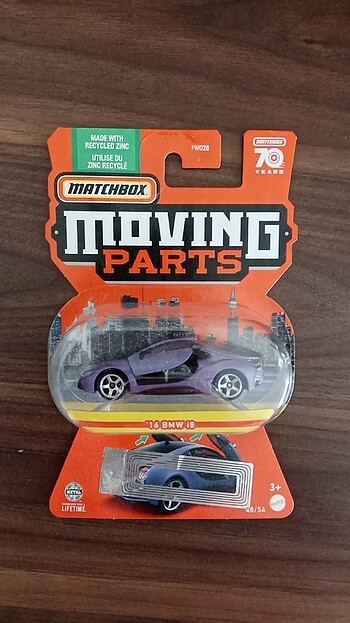 MADE WITH
RECYCLED ZINC
UTILISE DU
ZINC RECYCLÉ
FWD28
MATCHBOX
70
YEARS
MATCHBOX
MOVING
PARTS
'16 BMW i8
LIFETIME
3+
48/54
MATTEL